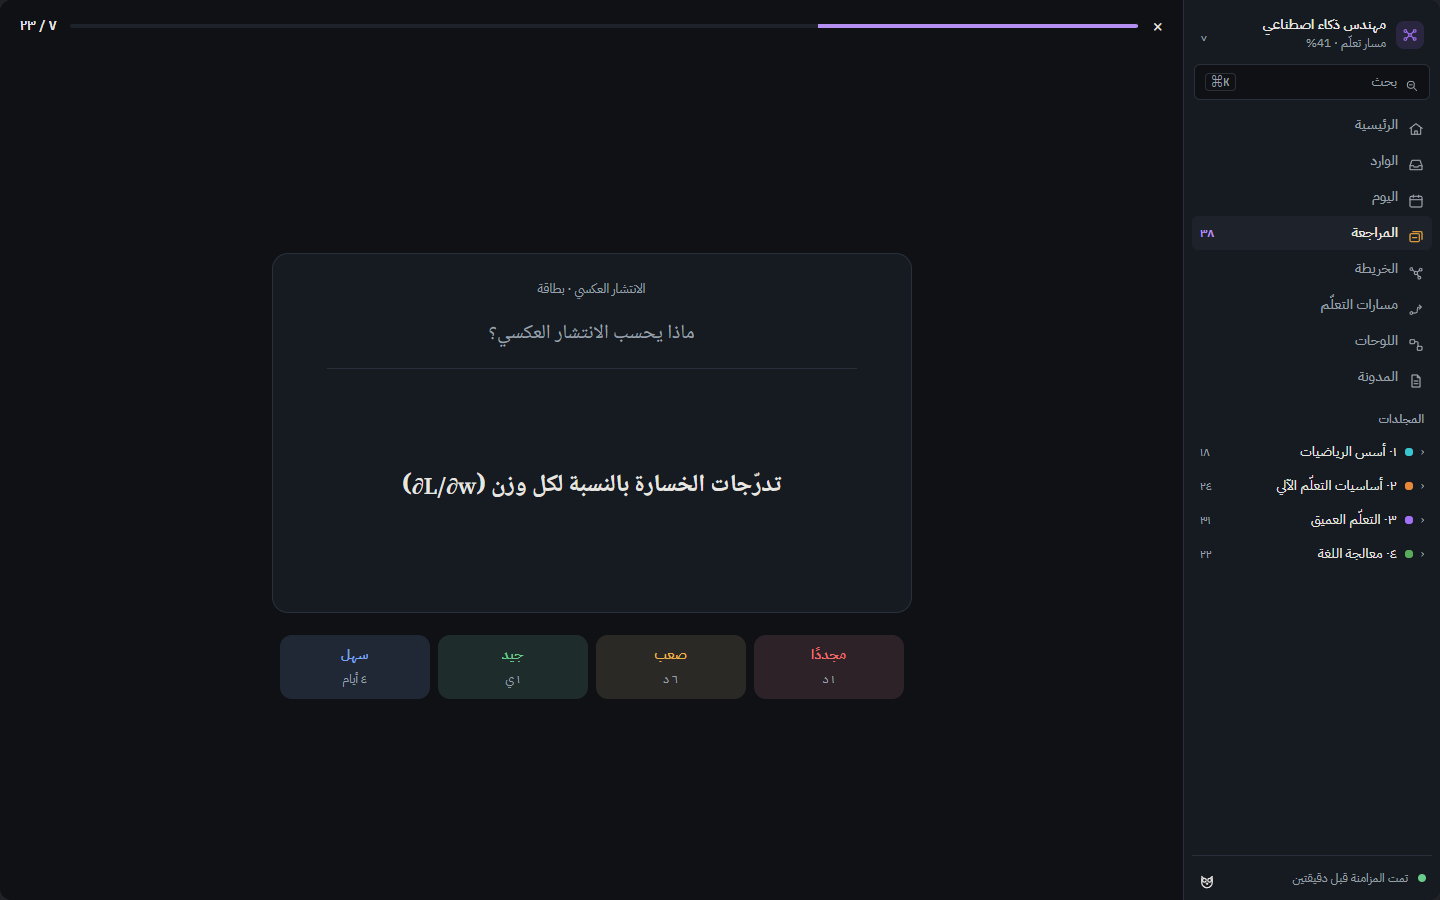 ٧ / ٢٣
×
مهندس ذكاء اصطناعي
مسار تعلّم · 41%
بحث
⌘K
الرئيسية
الوارد
اليوم
المراجعة ٣٨
الخريطة
مسارات التعلّم
اللوحات
المدونة
المجلدات
٠١ أسس الرياضيات ١٨
٠٢ أساسيات التعلّم الآلي ٢٤
٠٣ التعلّم العميق ٣١
٠٤ معالجة اللغة ٢٢
تمت المزامنة قبل دقيقتين
الانتشار العكسي · بطاقة
ماذا يحسب الانتشار العكسي؟
تدرّجات الخسارة بالنسبة لكل وزن (∂L/∂w)
مجددًا
١ د
صعب
٦ د
جيد
١ ي
سهل
٤ أيام